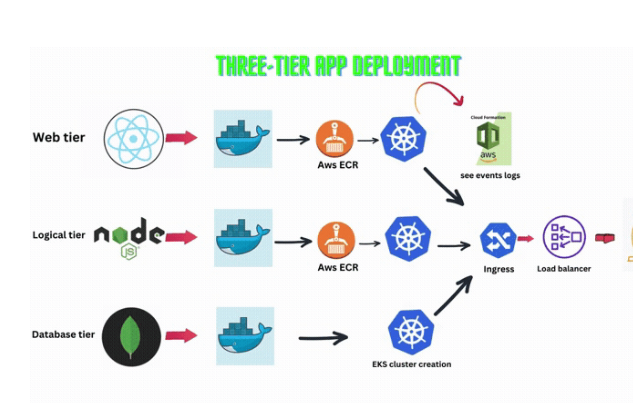 THREE-TIER APP DEPLOYMENT
Web tier
Aws ECR
Cloud Formation
aws
see events logs
Logical tier
node
JS
Aws ECR
Ingress
Load balancer
Database tier
EKS cluster creation